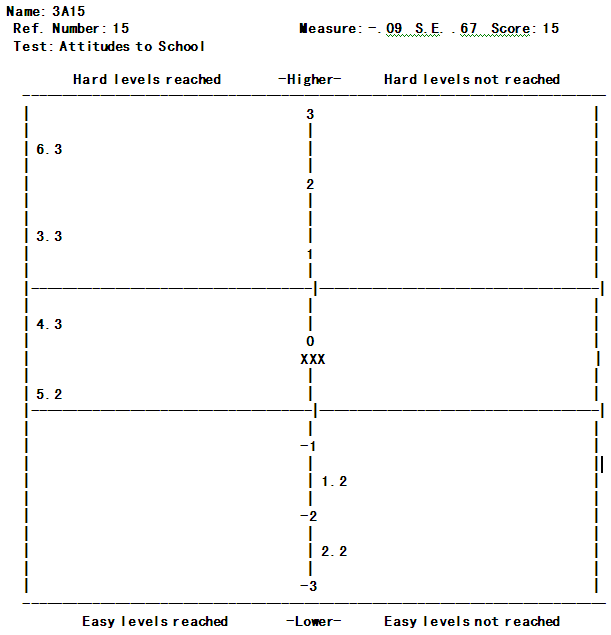 Name: 3A15
Ref. Number: 15 Measure: -.09 S.E. .67 Score: 15
Test: Attitudes to School
Hard levels reached -Higher- Hard levels not reached
3
6.3
2
3.3
1
4.3
0
XXX
5.2
-1
1.2
-2
2.2
-3
Easy levels reached -Lower- Easy levels not reached